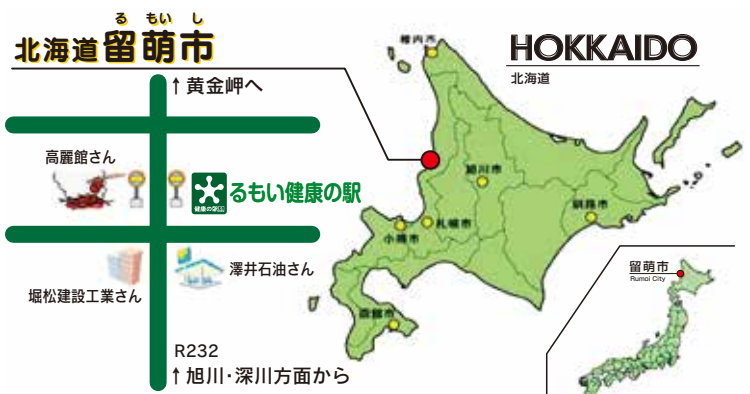 る もい し
北海道留萌市
↑黄金岬へ
高麗館さん
健康の駅
るもい健康の駅
堀松建設工業さん
澤井石油さん
R232
↑旭川・深川方面から
HOKKAIDO
北海道
稚内市
旭川市
釧路市
札幌市
小樽市
函館市
留萌市
Rumoi City